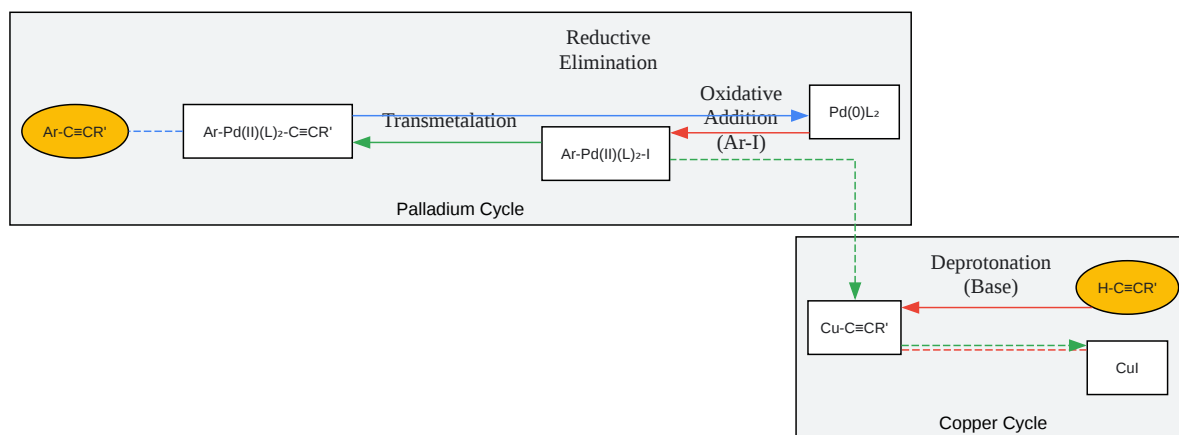 Reductive
Elimination
Oxidative
Addition
(Ar-I)
Pd(0)L₂
Ar-C≡CR'
Ar-Pd(II)(L)₂-C≡CR'
Transmetalation
Ar-Pd(II)(L)₂-I
Palladium Cycle
Deprotonation
(Base)
H-C≡CR'
Cu-C≡CR'
CuI
Copper Cycle